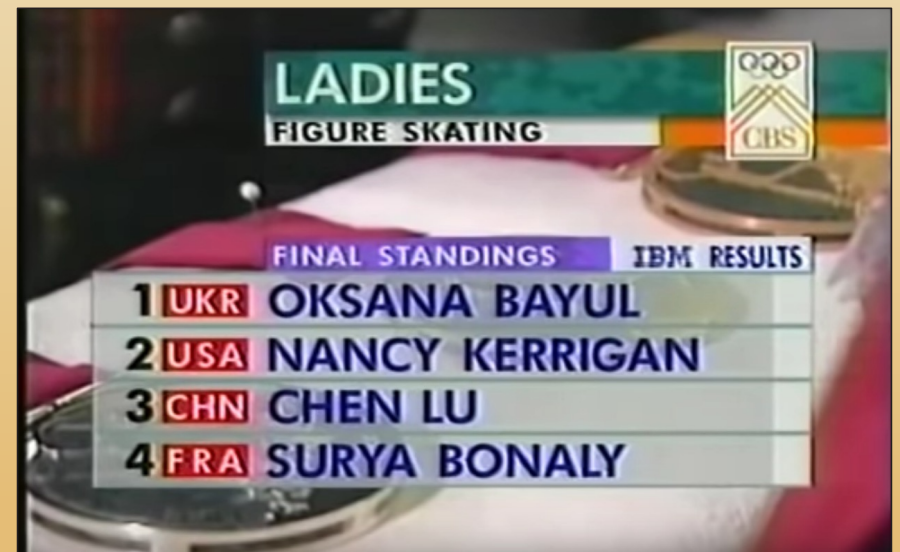 LADIES
FIGURE SKATING
CBS
FINAL STANDINGS IBM RESULTS
1 UKR OKSANA BAYUL
2 USA NANCY KERRIGAN
3 CHN CHEN LU
4 FRA SURYA BONALY